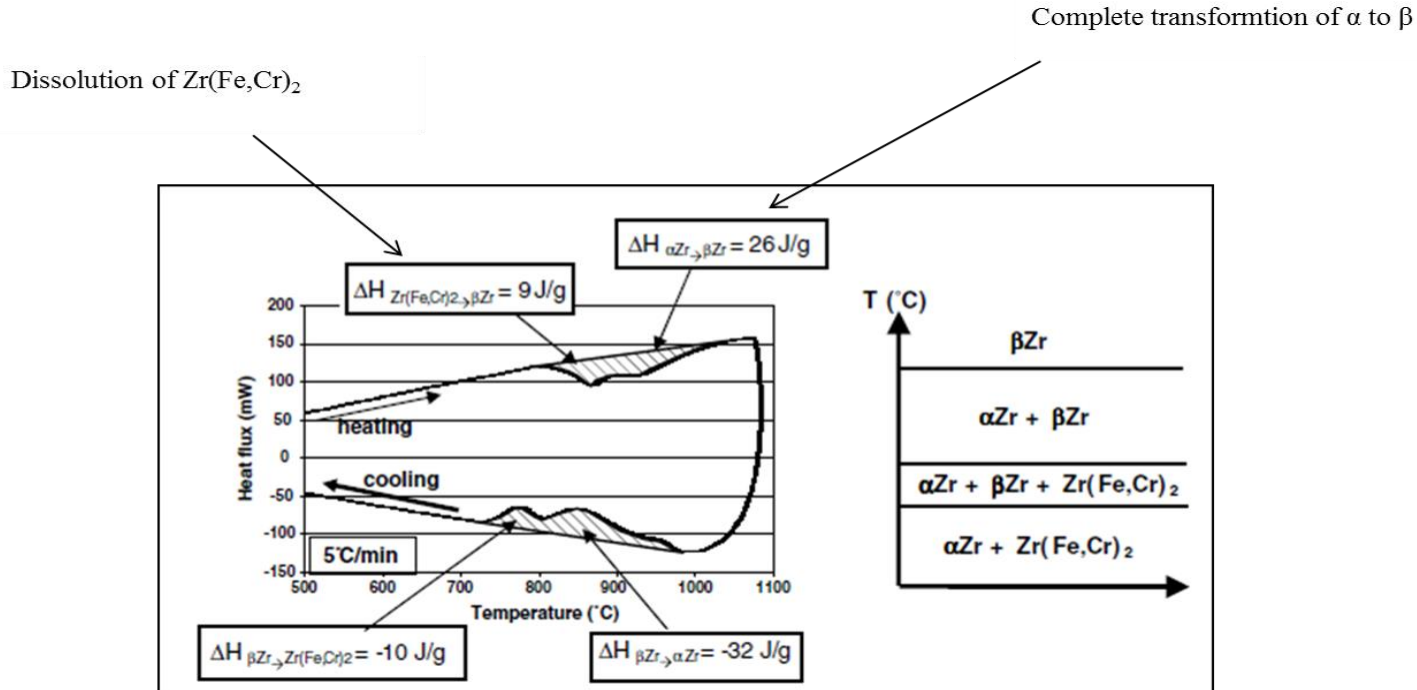 Complete transformtion of α to β
Dissolution of Zr(Fe,Cr)₂
ΔH αZr→βZr = 26 J/g
ΔH Zr(Fe,Cr)2→βZr = 9 J/g
T (˚C)
200
150
100
50
0
-50
-100
-150
Heat flux (mW)
heating
cooling
5˚C/min
500 600 700 800 900 1000 1100
Temperature (˚C)
βZr
αZr + βZr
αZr + βZr + Zr(Fe,Cr)₂
αZr + Zr(Fe,Cr)₂
ΔH βZr→Zr(Fe,Cr)2 = -10 J/g
ΔH βZr→αZr = -32 J/g